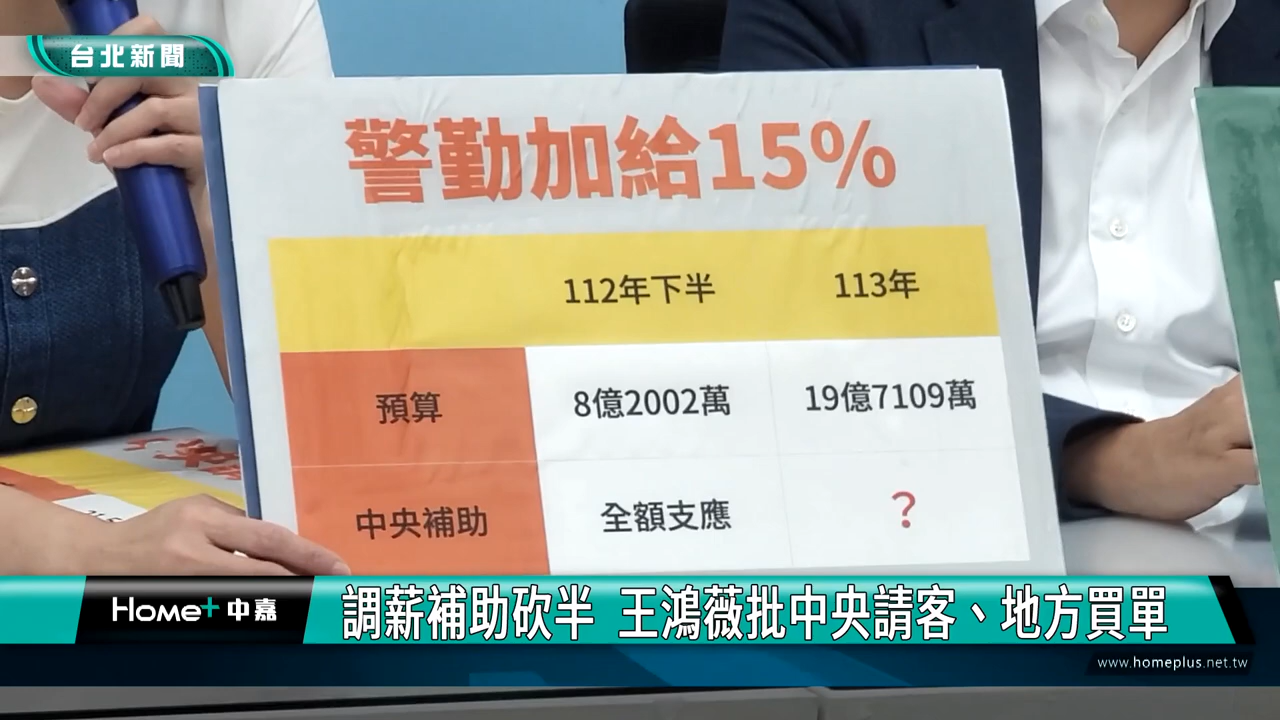 台北新聞
警勤加給15%
112年下半 113年
預算 8億2002萬 19億7109萬
中央補助 全額支應 ?
Home+中嘉 調薪補助砍半 王鴻薇批中央請客、地方買單
www.homeplus.net.tw